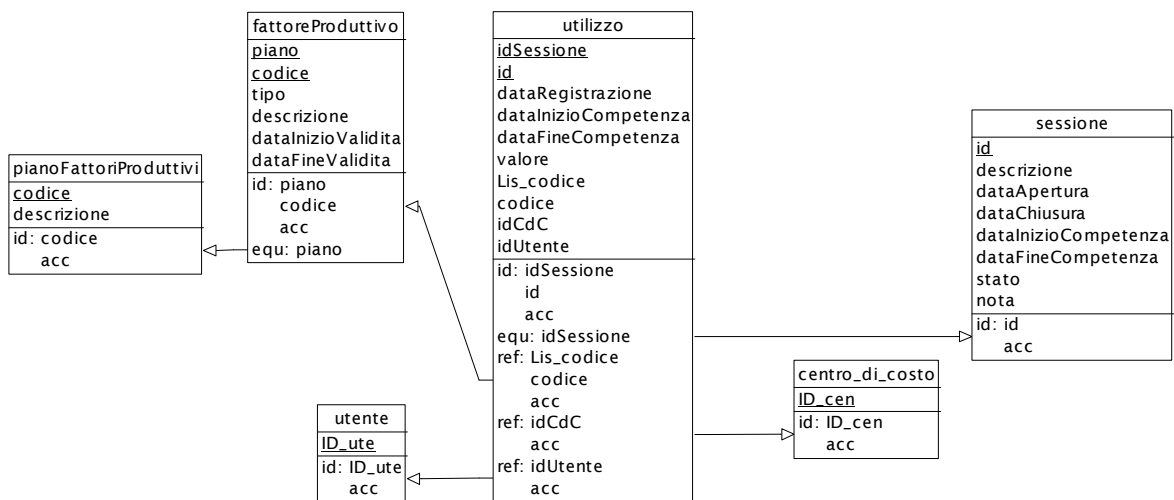 fattoreProduttivo
piano
codice
tipo
descrizione
dataInizioValidita
dataFineValidita
id: piano
codice
acc
equ: piano
utilizzo
idSessione
id
dataRegistrazione
dataInizioCompetenza
dataFineCompetenza
valore
Lis_codice
codice
idCdC
idUtente
id: idSessione
id
acc
equ: idSessione
ref: Lis_codice
codice
acc
ref: idCdC
acc
ref: idUtente
acc
sessione
id
descrizione
dataApertura
dataChiusura
dataInizioCompetenza
dataFineCompetenza
stato
nota
id: id
acc
pianoFattoriProduttivi
codice
descrizione
id: codice
acc
centro_di_costo
ID_cen
id: ID_cen
acc
utente
ID_ute
id: ID_ute
acc